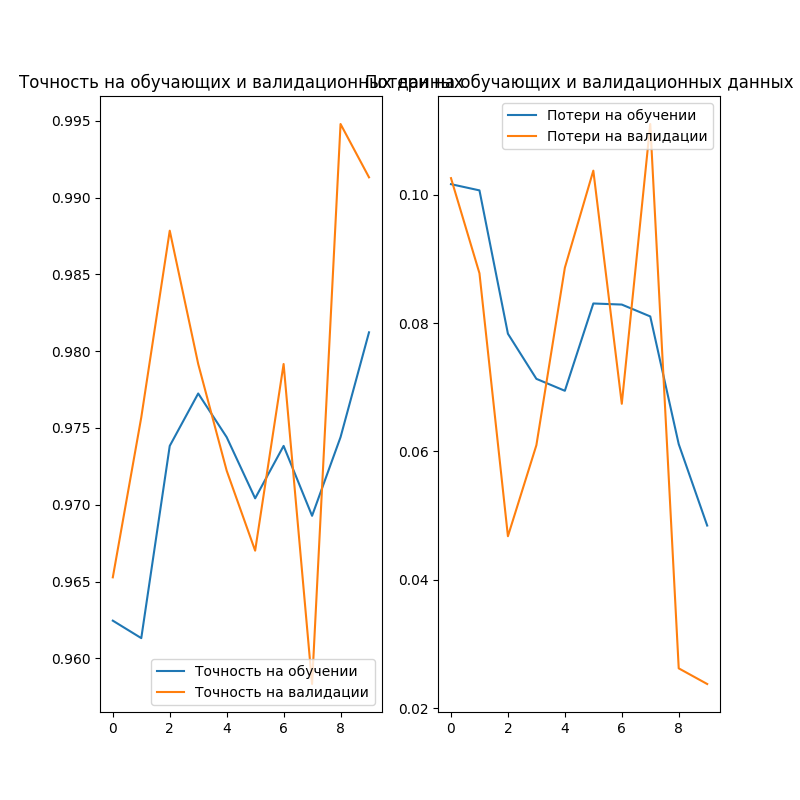 Точность на обучающих и валидационных данных
Потери на обучающих и валидационных данных
0.995
0.990
0.985
0.980
0.975
0.970
0.965
0.960
Точность на обучении
Точность на валидации
0 2 4 6 8
Потери на обучении
Потери на валидации
0.10
0.08
0.06
0.04
0.02
0 2 4 6 8